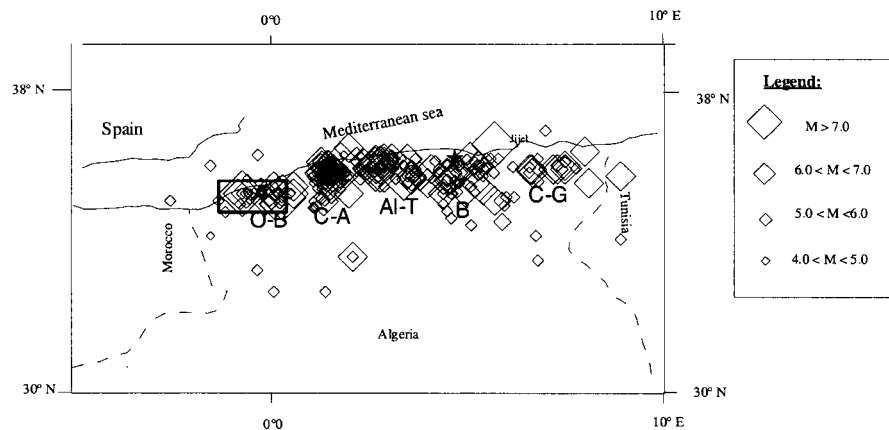 0°0
10° E
38° N
38° N
Legend:
M > 7.0
6.0 < M < 7.0
5.0 < M <6.0
4.0 < M < 5.0
Spain
Mediterranean sea
Jijel
O-B
C-A
Al-T
B
C-G
Morocco
Tunisia
Algeria
30° N
30° N
0°0
10° E